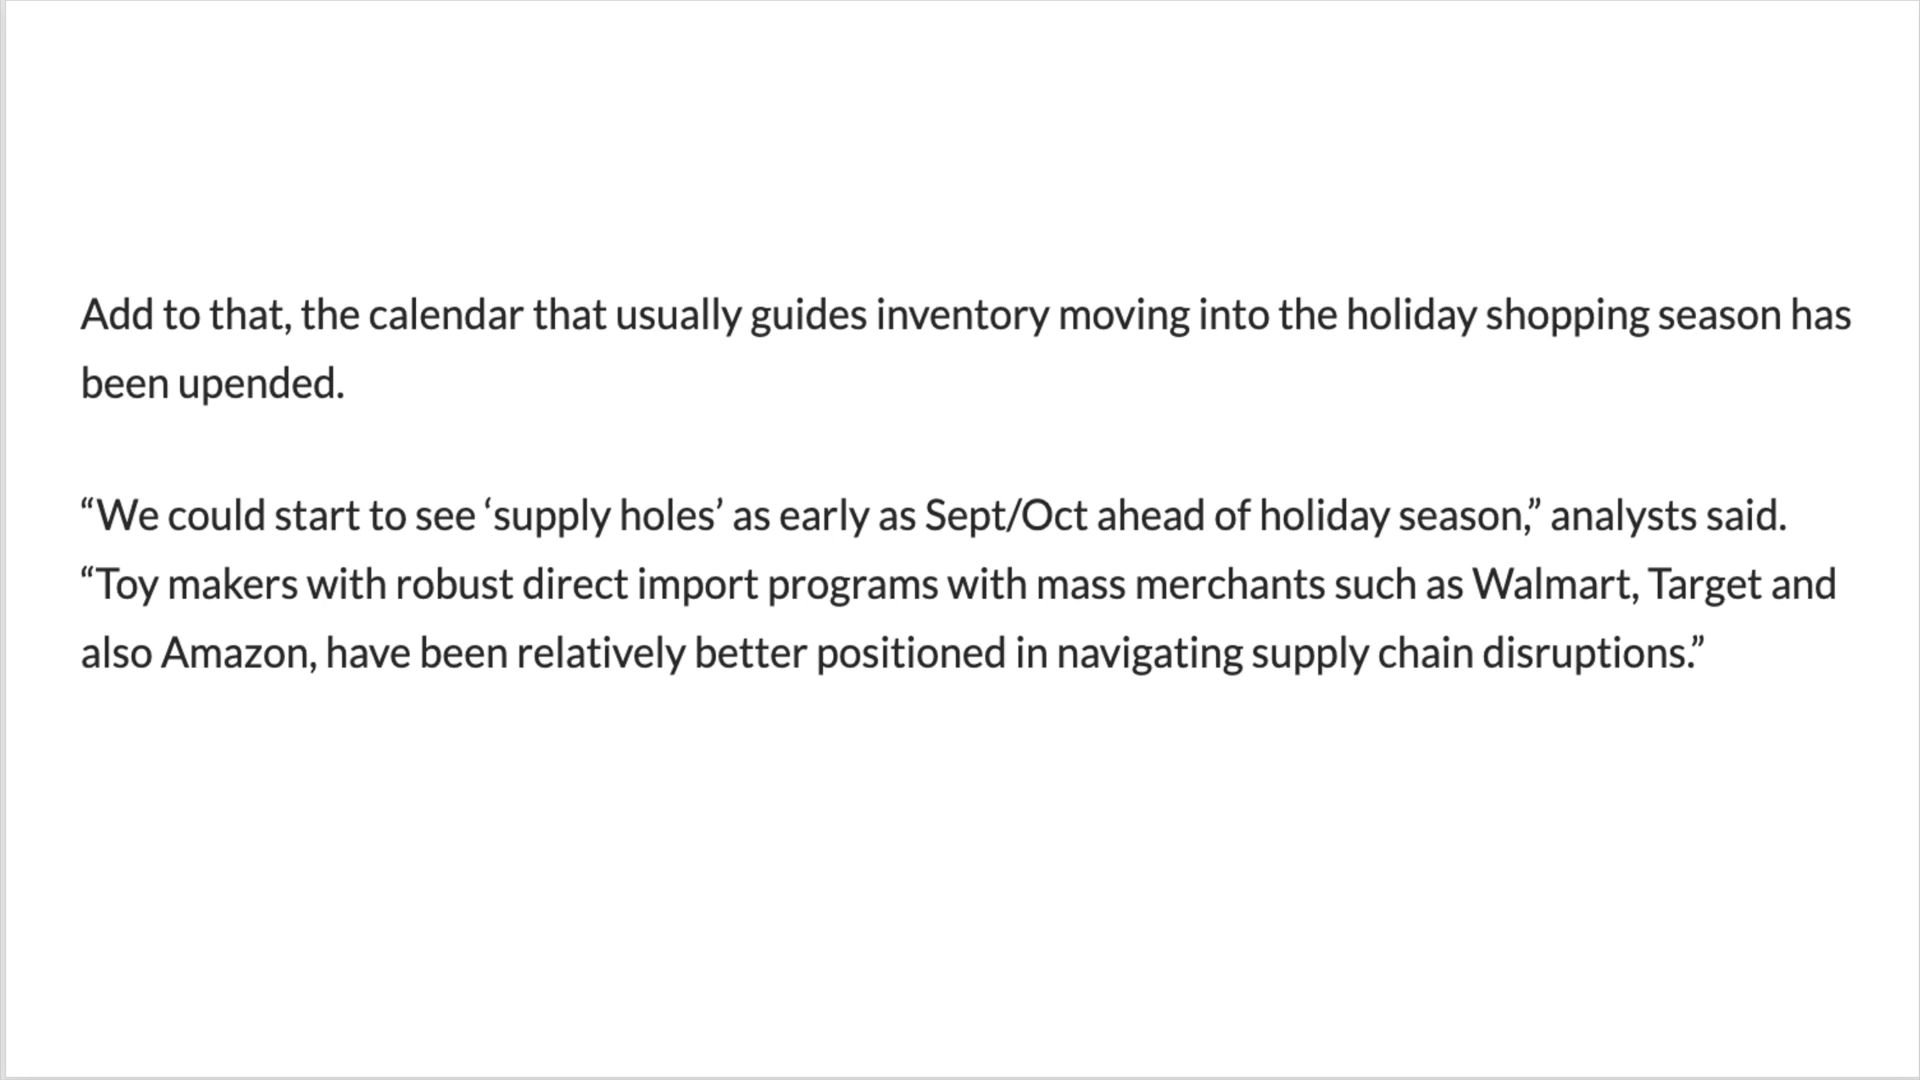 Add to that, the calendar that usually guides inventory moving into the holiday shopping season has
been upended.
“We could start to see ‘supply holes’ as early as Sept/Oct ahead of holiday season,” analysts said.
“Toy makers with robust direct import programs with mass merchants such as Walmart, Target and
also Amazon, have been relatively better positioned in navigating supply chain disruptions.”